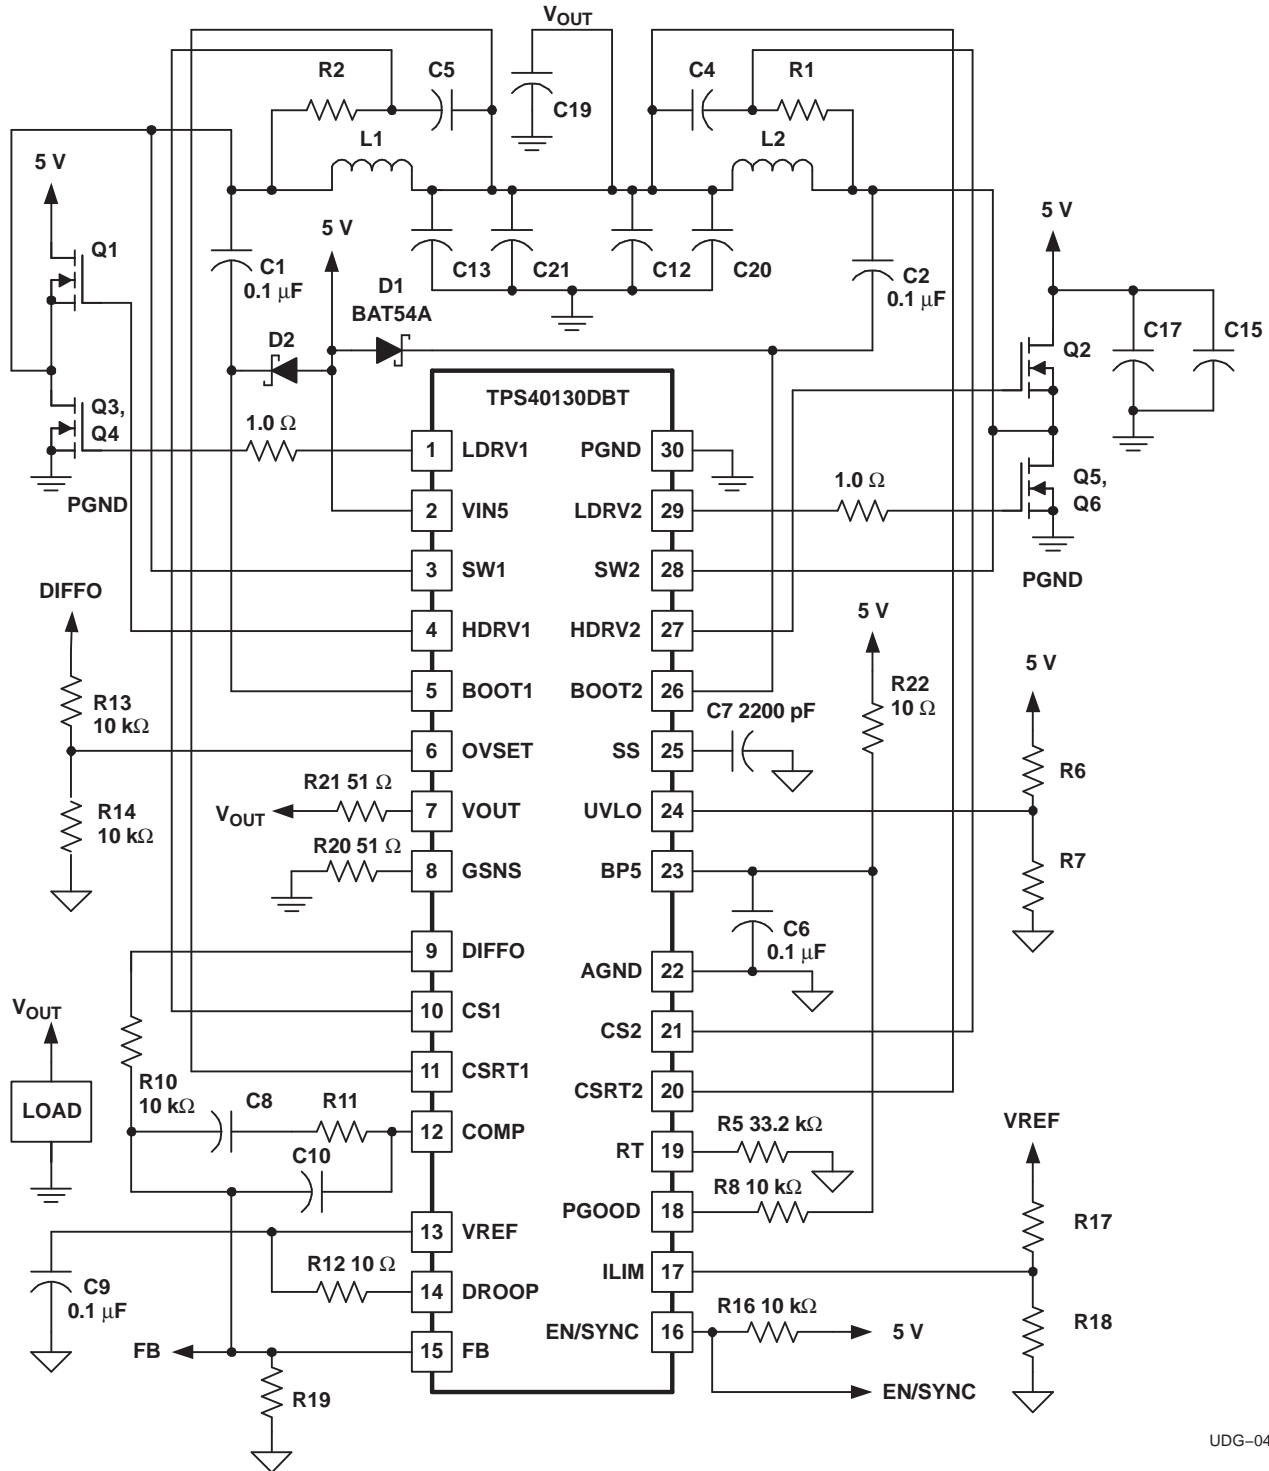 VOUT
R2
C5
C19
C4
R1
L1
L2
5 V
Q1
C1
0.1 µF
5 V
C13
C21
C12
C20
C2
0.1 µF
5 V
D1
BAT54A
D2
Q2
C17
C15
Q3,
Q4
1.0 Ω
PGND
TPS40130DBT
1 LDRV1
2 VIN5
3 SW1
4 HDRV1
5 BOOT1
6 OVSET
7 VOUT
8 GSNS
9 DIFFO
10 CS1
11 CSRT1
12 COMP
13 VREF
14 DROOP
15 FB
PGND 30
LDRV2 29
SW2 28
HDRV2 27
BOOT2 26
SS 25
UVLO 24
BP5 23
AGND 22
CS2 21
CSRT2 20
RT 19
PGOOD 18
ILIM 17
EN/SYNC 16
1.0 Ω
Q5,
Q6
PGND
DIFFO
R13
10 kΩ
R14
10 kΩ
R21 51 Ω
VOUT
R20 51 Ω
5 V
R22
10 Ω
C7 2200 pF
5 V
R6
R7
C6
0.1 µF
VOUT
LOAD
R10
10 kΩ
C8
R11
C10
R5 33.2 kΩ
R8 10 kΩ
VREF
R17
R18
C9
0.1 µF
R12 10 Ω
R16 10 kΩ
5 V
EN/SYNC
FB
R19
UDG–04